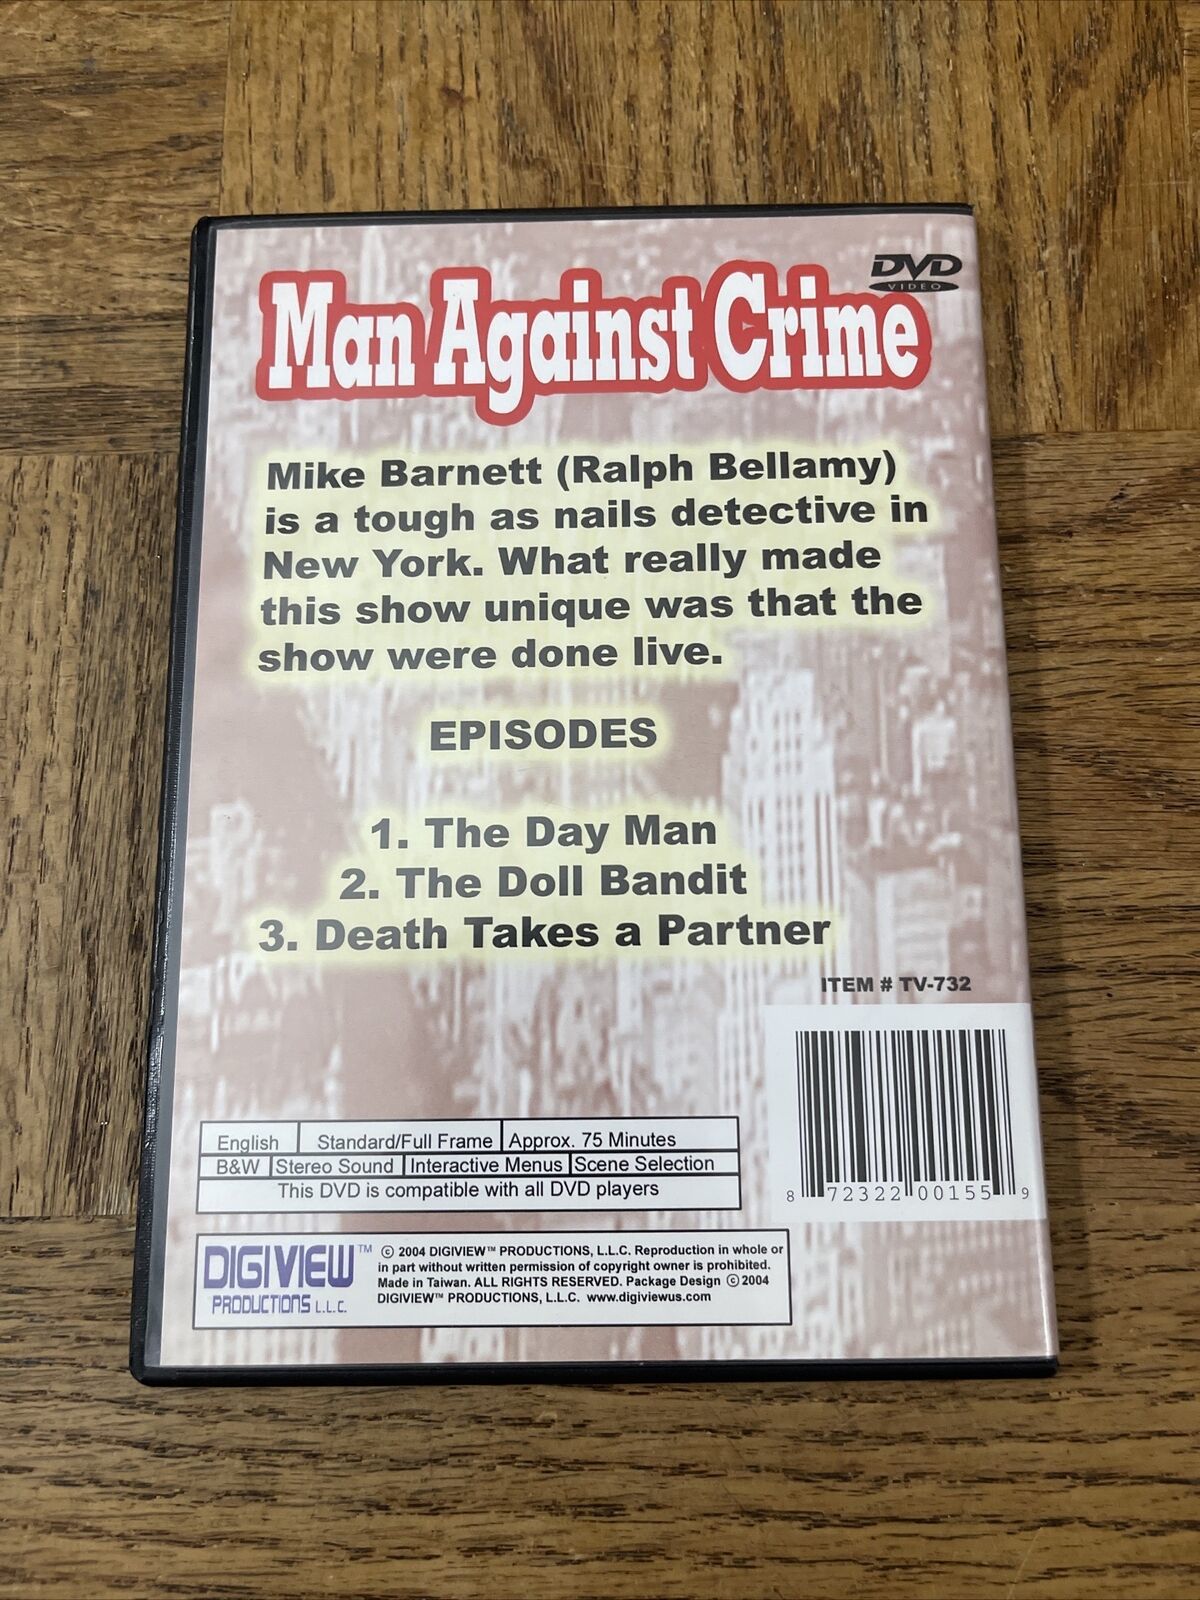 DVD
VIDEO
Man Against Crime
Mike Barnett (Ralph Bellamy)
is a tough as nails detective in
New York. What really made
this show unique was that the
show were done live.
EPISODES
1. The Day Man
2. The Doll Bandit
3. Death Takes a Partner
ITEM # TV-732
8 72322 00155 9
English Standard/Full Frame Approx. 75 Minutes
B&W Stereo Sound Interactive Menus Scene Selection
This DVD is compatible with all DVD players
DIGIVIEW™
PRODUCTIONS L.L.C.
© 2004 DIGIVIEW™ PRODUCTIONS, L.L.C. Reproduction in whole or
in part without written permission of copyright owner is prohibited.
Made in Taiwan. ALL RIGHTS RESERVED. Package Design © 2004
DIGIVIEW™ PRODUCTIONS, L.L.C. www.digiviewus.com